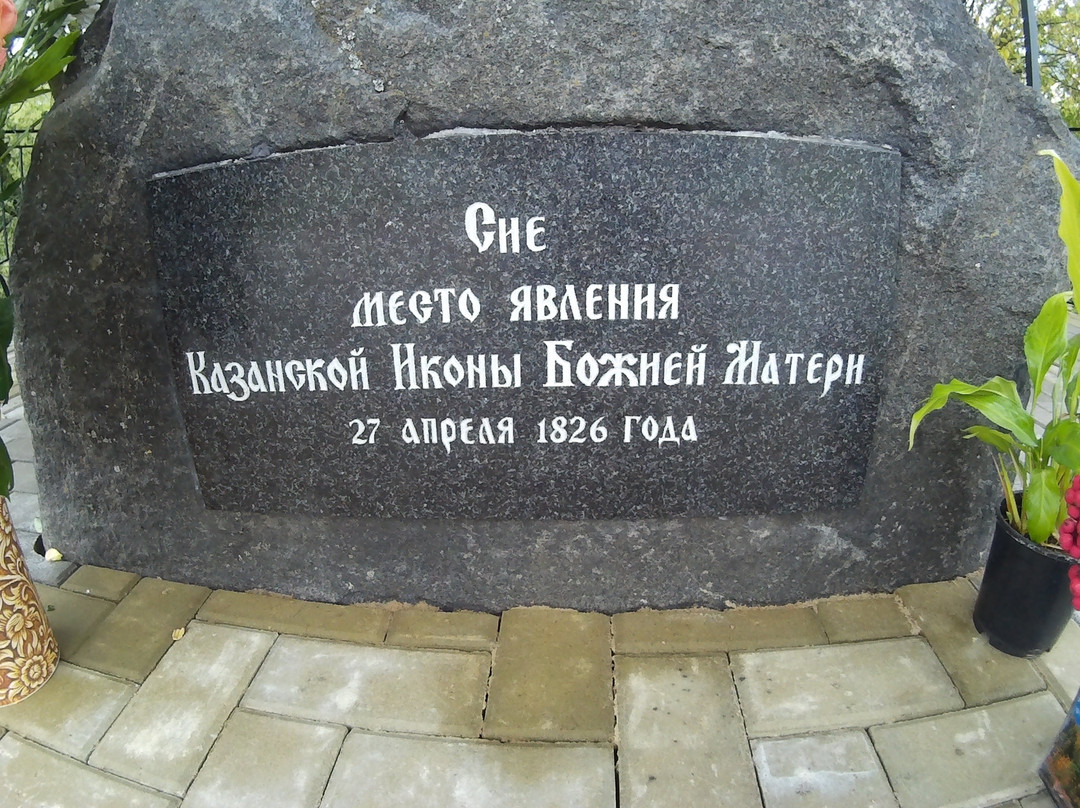 Сие
место явления
Казанской Иконы Божией Матери
27 апреля 1826 года